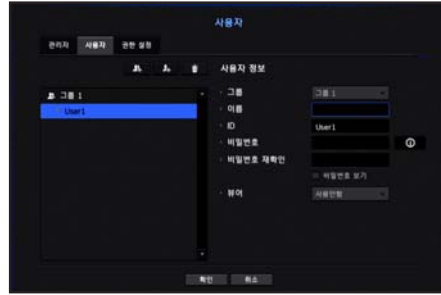 사용자
관리자 사용자 권한 설정
사용자 정보
그룹 1
User1
그룹 그룹 1
이름
ID User1
비밀번호
비밀번호 재확인
비밀번호 보기
뷰어 사용안함
확인 취소